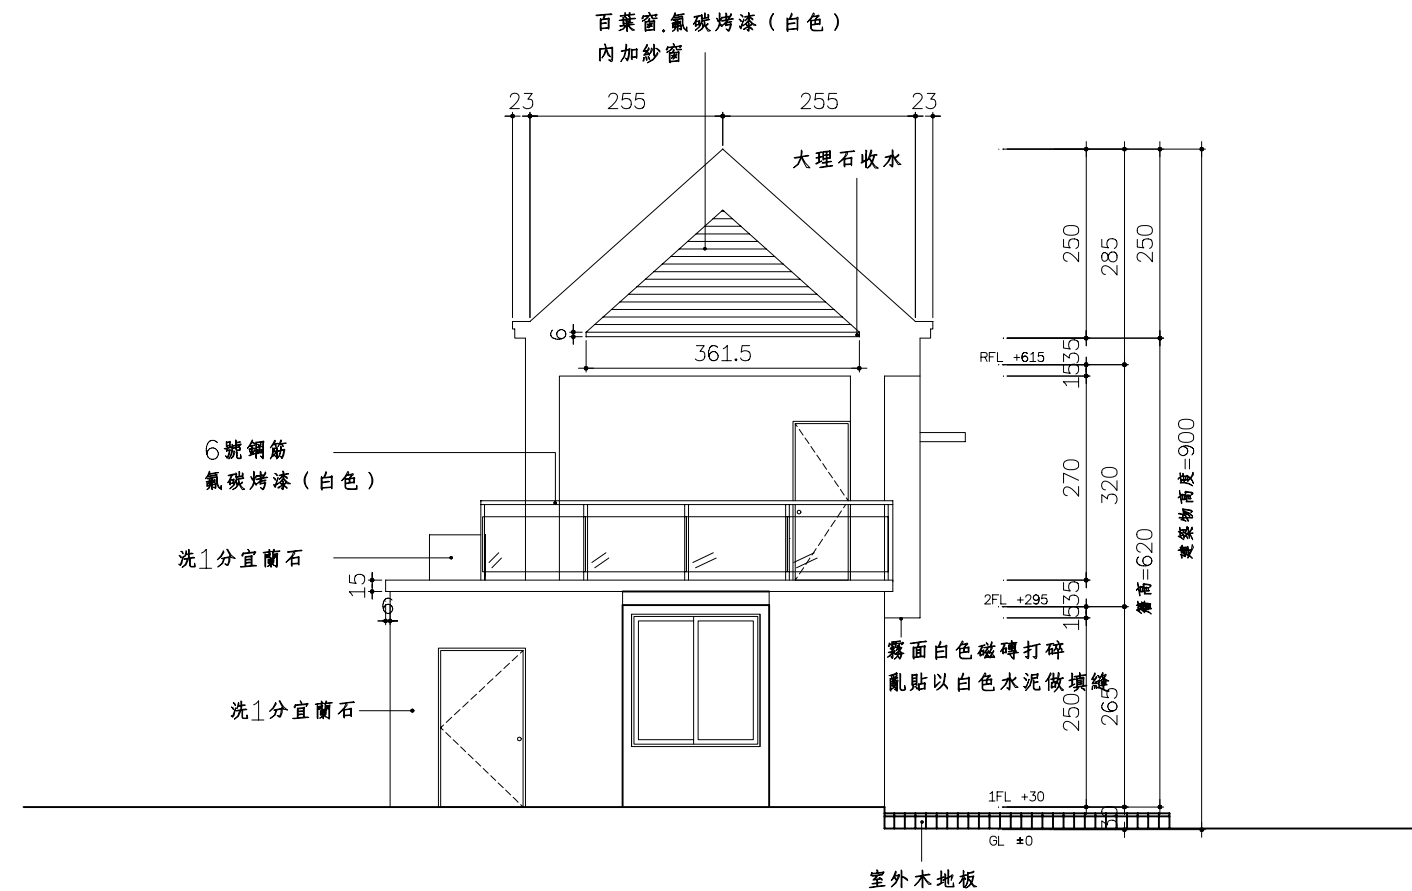 百葉窗.氟碳烤漆(白色)
內加紗窗
23
255
255
23
大理石收水
250
285
250
6
361.5
35
15
RFL +615
6號鋼筋
氟碳烤漆(白色)
270
320
建築物高度=900
洗1分宜蘭石
15
6
簷高=620
35
15
2FL +295
霧面白色磁磚打碎
亂貼以白色水泥做填縫
洗1分宜蘭石
250
265
1FL +30
30
GL ±0
室外木地板